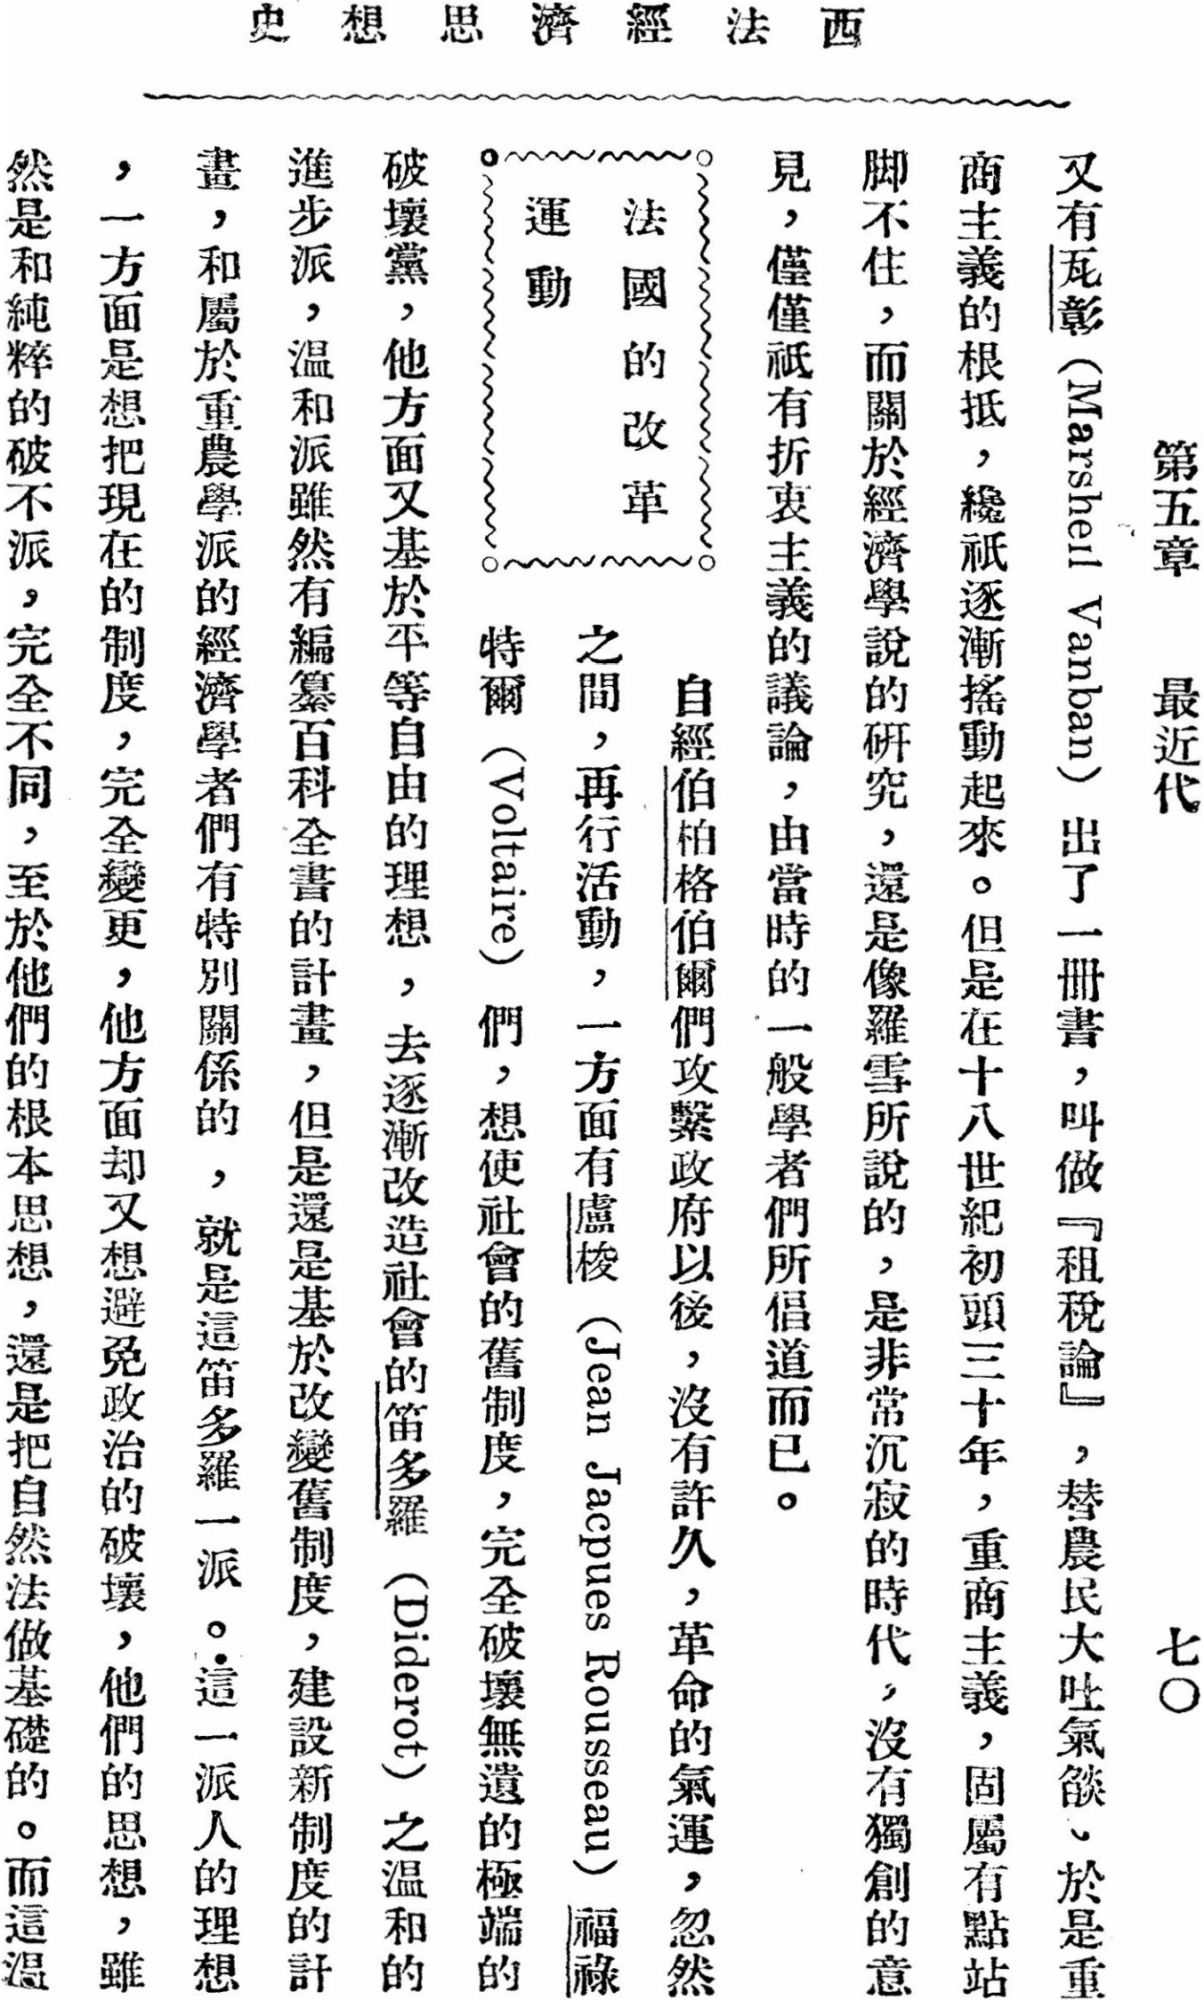 西法經濟思想史
第五章　最近代　七〇
又有瓦彰（Marshel Vanban）出了一冊書，叫做『租稅論』，替農民大吐氣燄、於是重
商主義的根抵，纔祇逐漸搖動起來。但是在十八世紀初頭三十年，重商主義，固屬有點站
脚不住，而關於經濟學說的硏究，還是像羅雪所說的，是非常沉寂的時代，沒有獨創的意
見，僅僅祇有折衷主義的議論，由當時的一般學者們所倡道而已。
法國的改革
運動
自經伯柏格伯爾們攻繫政府以後，沒有許久，革命的氣運，忽然
之間，再行活動，一方面有盧梭（Jean Jacpues Rousseau）福祿
特爾（Voltaire）們，想使社會的舊制度，完全破壞無遺的極端的
破壞黨，他方面又基於平等自由的理想，去逐漸改造社會的笛多羅（Diderot）之温和的
進步派，温和派雖然有編纂百科全書的計畫，但是還是基於改變舊制度，建設新制度的計
畫，和屬於重農學派的經濟學者們有特別關係的，就是這笛多羅一派。這一派人的理想
，一方面是想把現在的制度，完全變更，他方面却又想避免政治的破壞，他們的思想，雖
然是和純粹的破不派，完全不同，至於他們的根本思想，還是把自然法做基礎的。而這温